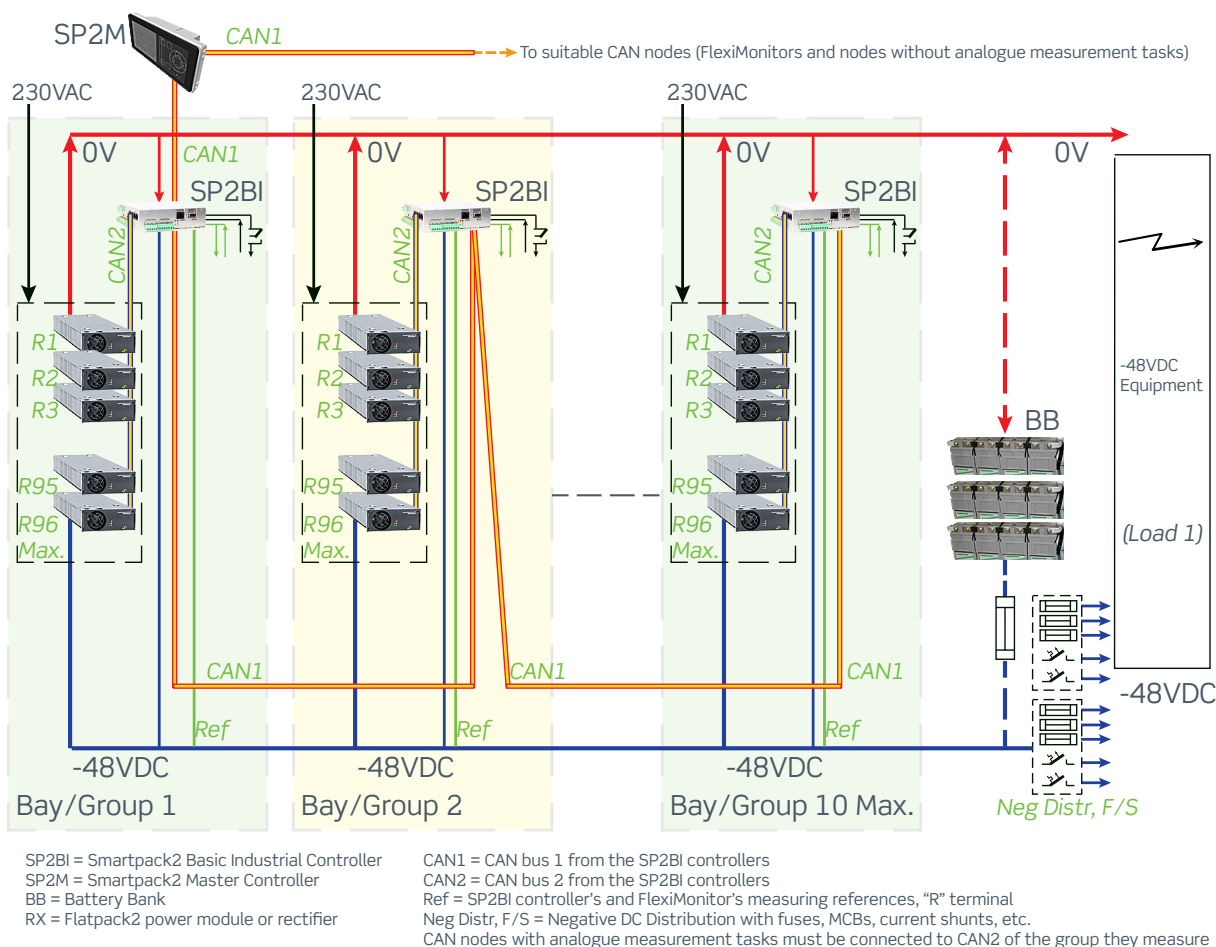 SP2M
CAN1
To suitable CAN nodes (FlexiMonitors and nodes without analogue measurement tasks)
230VAC
230VAC
230VAC
0V
CAN1
0V
0V
0V
SP2BI
SP2BI
SP2BI
CAN2
CAN2
CAN2
R1
R2
R3
R95
R96
Max.
R1
R2
R3
R95
R96
Max.
R1
R2
R3
R95
R96
Max.
-48VDC
Equipment
BB
(Load 1)
CAN1
CAN1
CAN1
-48VDC
Ref
Ref
Ref
-48VDC
-48VDC
-48VDC
Bay/Group 1
Bay/Group 2
Bay/Group 10 Max.
Neg Distr, F/S
SP2BI = Smartpack2 Basic Industrial Controller
SP2M = Smartpack2 Master Controller
BB = Battery Bank
RX = Flatpack2 power module or rectifier
CAN1 = CAN bus 1 from the SP2BI controllers
CAN2 = CAN bus 2 from the SP2BI controllers
Ref = SP2BI controller's and FlexiMonitor's measuring references, “R” terminal
Neg Distr, F/S = Negative DC Distribution with fuses, MCBs, current shunts, etc.
CAN nodes with analogue measurement tasks must be connected to CAN2 of the group they measure